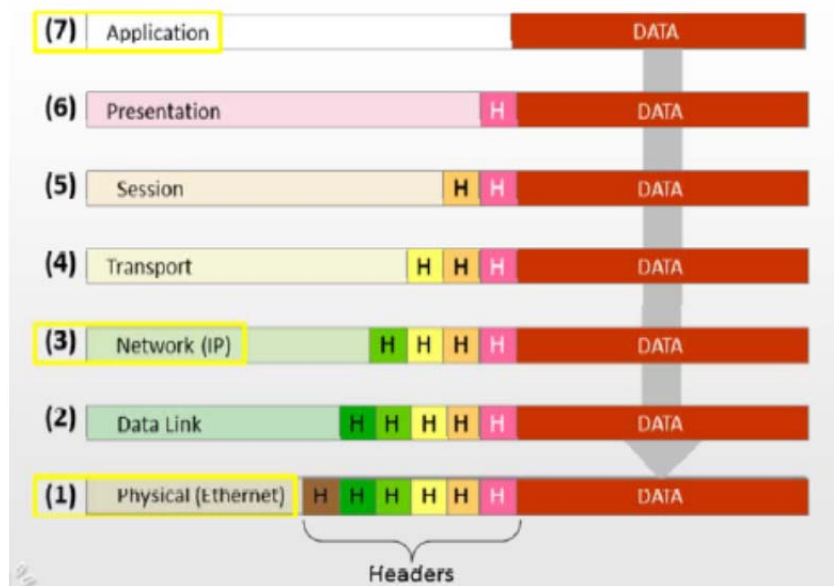 (7) Application DATA
(6) Presentation H DATA
(5) Session H H DATA
(4) Transport H H H DATA
(3) Network (IP) H H H H DATA
(2) Data Link H H H H H DATA
(1) Physical (Ethernet) H H H H H H DATA
Headers